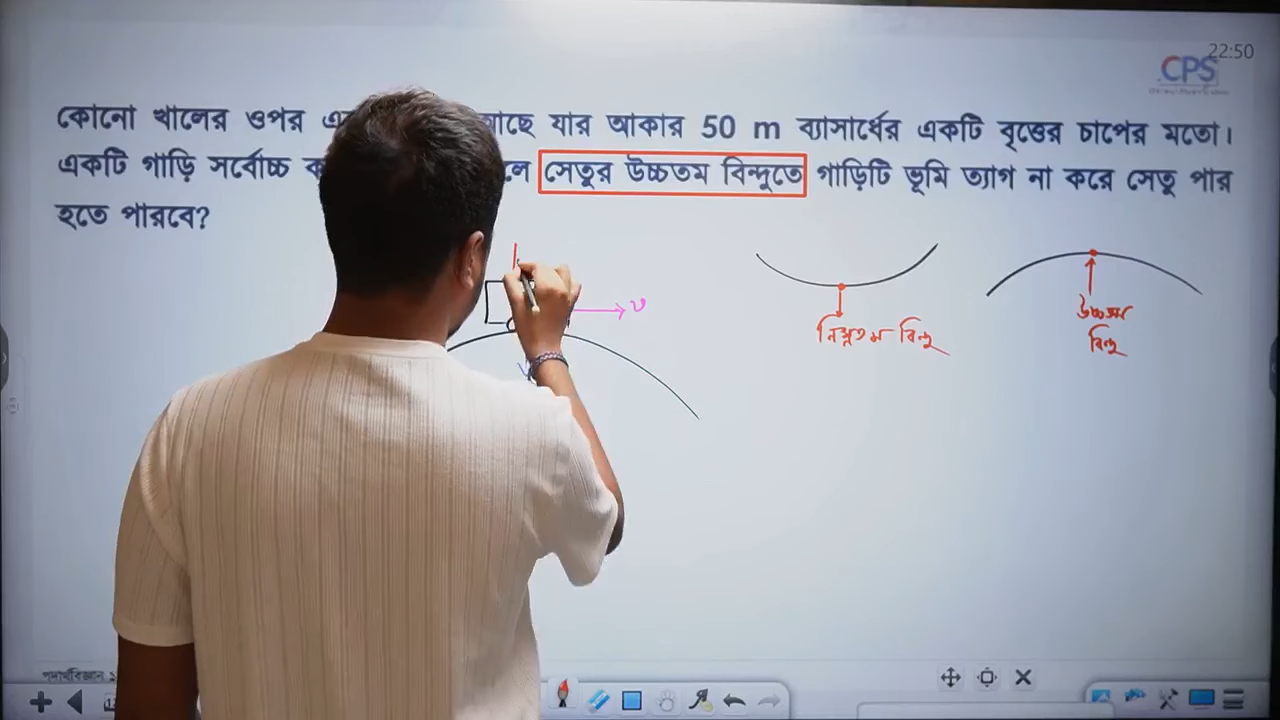 22:50
CPS
কোনো খালের ওপর আছে যার আকার 50 m ব্যাসার্ধের একটি বৃত্তের চাপের মতো।
একটি গাড়ি সর্বোচ্চ সেতুর উচ্চতম বিন্দুতে গাড়িটি ভূমি ত্যাগ না করে সেতু পার
হতে পারবে?
v
নিম্নতম বিন্দু
উচ্চতম
বিন্দু